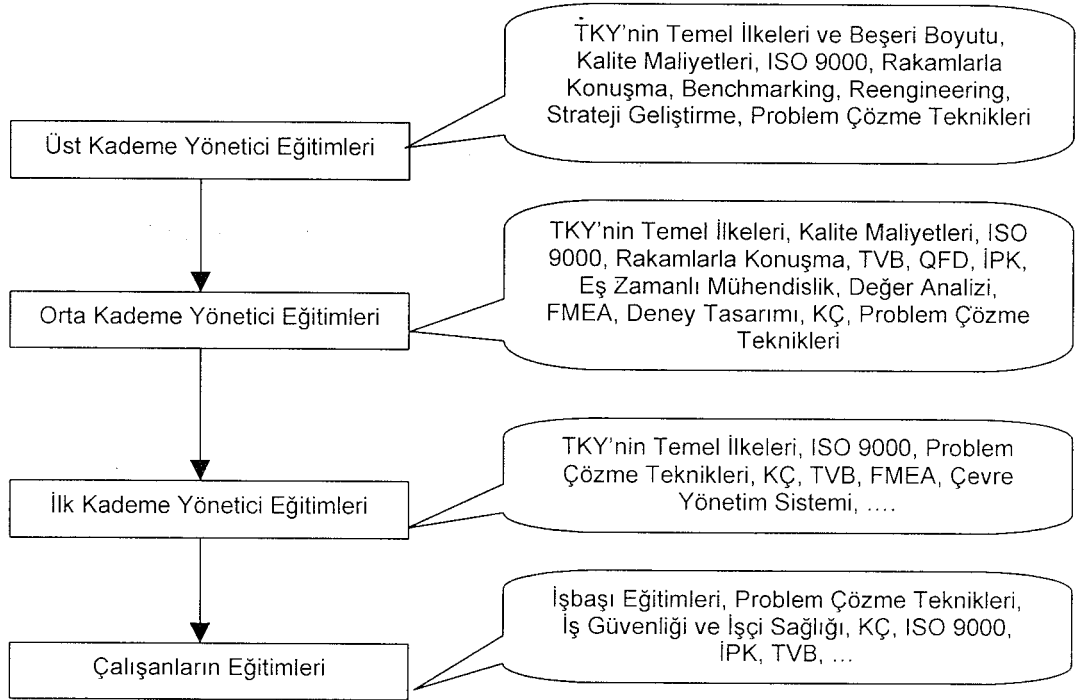 TKY'nin Temel İlkeleri ve Beşeri Boyutu,
Kalite Maliyetleri, ISO 9000, Rakamlarla
Konuşma, Benchmarking, Reengineering,
Strateji Geliştirme, Problem Çözme Teknikleri
Üst Kademe Yönetici Eğitimleri
TKY'nin Temel İlkeleri, Kalite Maliyetleri, ISO
9000, Rakamlarla Konuşma, TVB, QFD, İPK,
Eş Zamanlı Mühendislik, Değer Analizi,
FMEA, Deney Tasarımı, KÇ, Problem Çözme
Teknikleri
Orta Kademe Yönetici Eğitimleri
TKY'nin Temel İlkeleri, ISO 9000, Problem
Çözme Teknikleri, KÇ, TVB, FMEA, Çevre
Yönetim Sistemi, ....
İlk Kademe Yönetici Eğitimleri
İşbaşı Eğitimleri, Problem Çözme Teknikleri,
İş Güvenliği ve İşçi Sağlığı, KÇ, ISO 9000,
İPK, TVB, ...
Çalışanların Eğitimleri